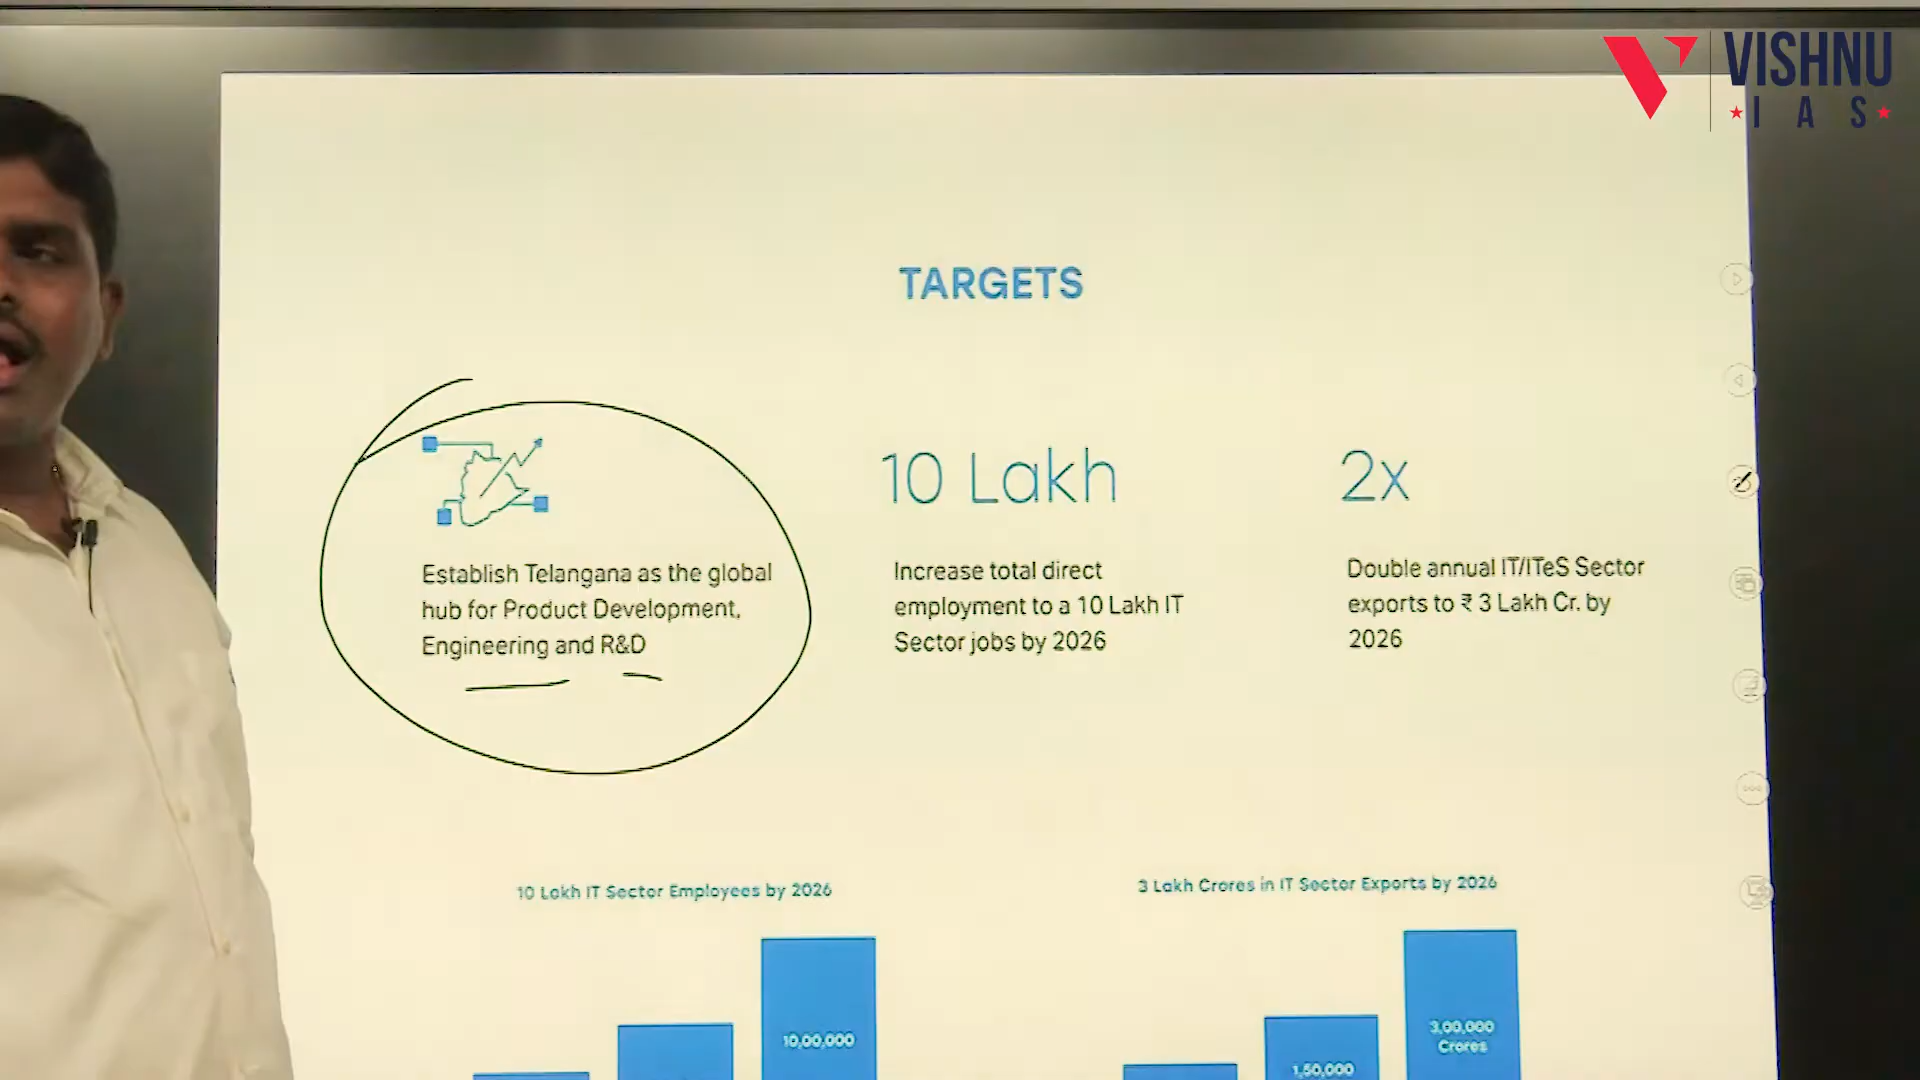 VISHNU
IAS
TARGETS
Establish Telangana as the global
hub for Product Development,
Engineering and R&D
10 Lakh
Increase total direct
employment to a 10 Lakh IT
Sector jobs by 2026
2x
Double annual IT/ITeS Sector
exports to ₹ 3 Lakh Cr. by
2026
10 Lakh IT Sector Employees by 2026
10,00,000
3 Lakh Crores in IT Sector Exports by 2026
1,50,000
3,00,000
Crores